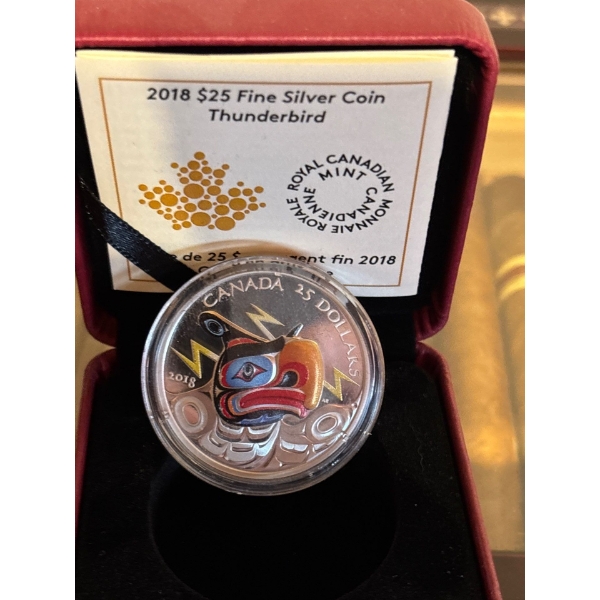 2018 $25 Fine Silver Coin
Thunderbird
ROYAL CANADIAN MINT
MONNAIE ROYALE CANADIENNE
de 25 $
argent fin 2018
CANADA 25 DOLLARS
2018